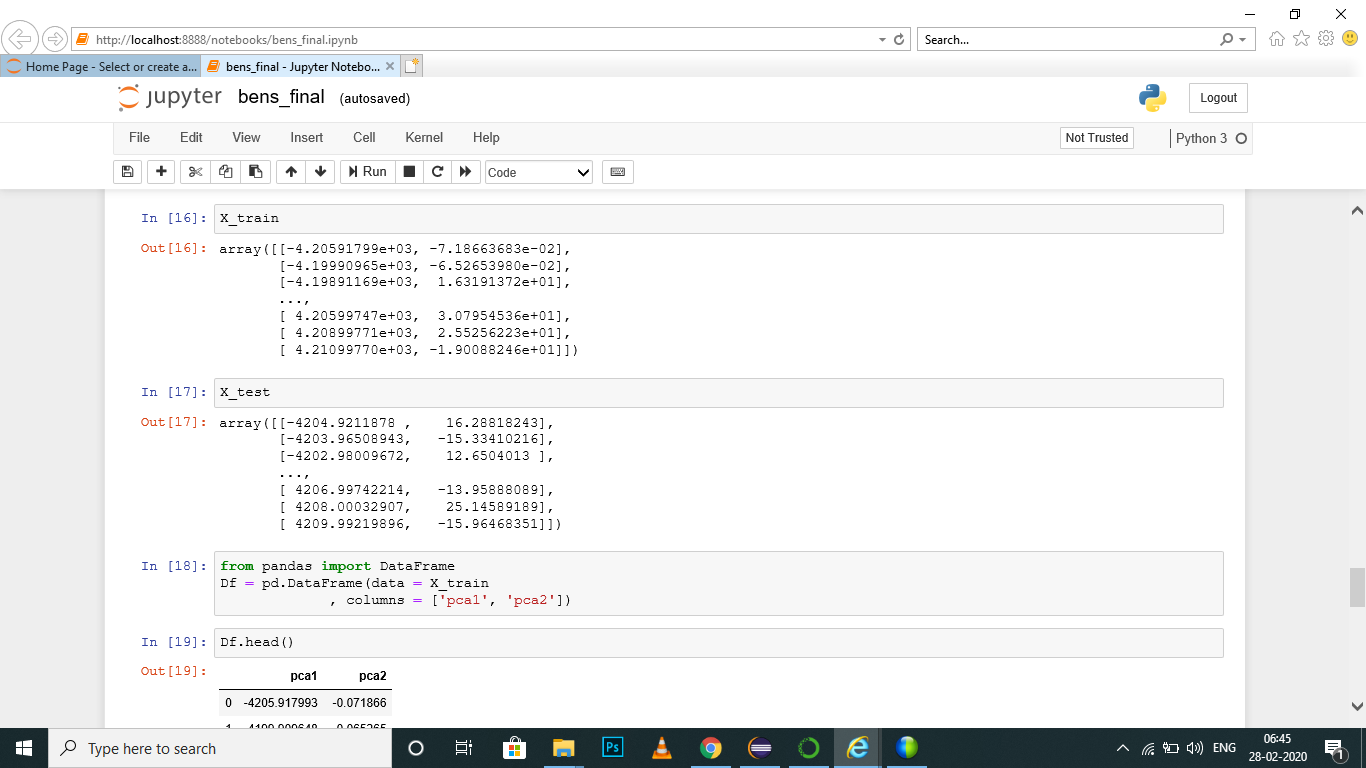 http://localhost:8888/notebooks/bens_final.ipynb
Search...
Home Page - Select or create a...
bens_final - Jupyter Notebo...
jupyter bens_final (autosaved)
Logout
File Edit View Insert Cell Kernel Help
Not Trusted
Python 3
Run
Code
In [16]: X_train
Out[16]: array([[-4.20591799e+03, -7.18663683e-02],
[-4.19990965e+03, -6.52653980e-02],
[-4.19891169e+03, 1.63191372e+01],
...,
[ 4.20599747e+03, 3.07954536e+01],
[ 4.20899771e+03, 2.55256223e+01],
[ 4.21099770e+03, -1.90088246e+01]])
In [17]: X_test
Out[17]: array([[-4204.9211878 , 16.28818243],
[-4203.96508943, -15.33410216],
[-4202.98009672, 12.6504013 ],
...,
[ 4206.99742214, -13.95888089],
[ 4208.00032907, 25.14589189],
[ 4209.99219896, -15.96468351]])
In [18]: from pandas import DataFrame
Df = pd.DataFrame(data = X_train
, columns = ['pca1', 'pca2'])
In [19]: Df.head()
Out[19]:
pca1 pca2
0 -4205.917993 -0.071866
Type here to search
Ps
ENG
06:45
28-02-2020
1